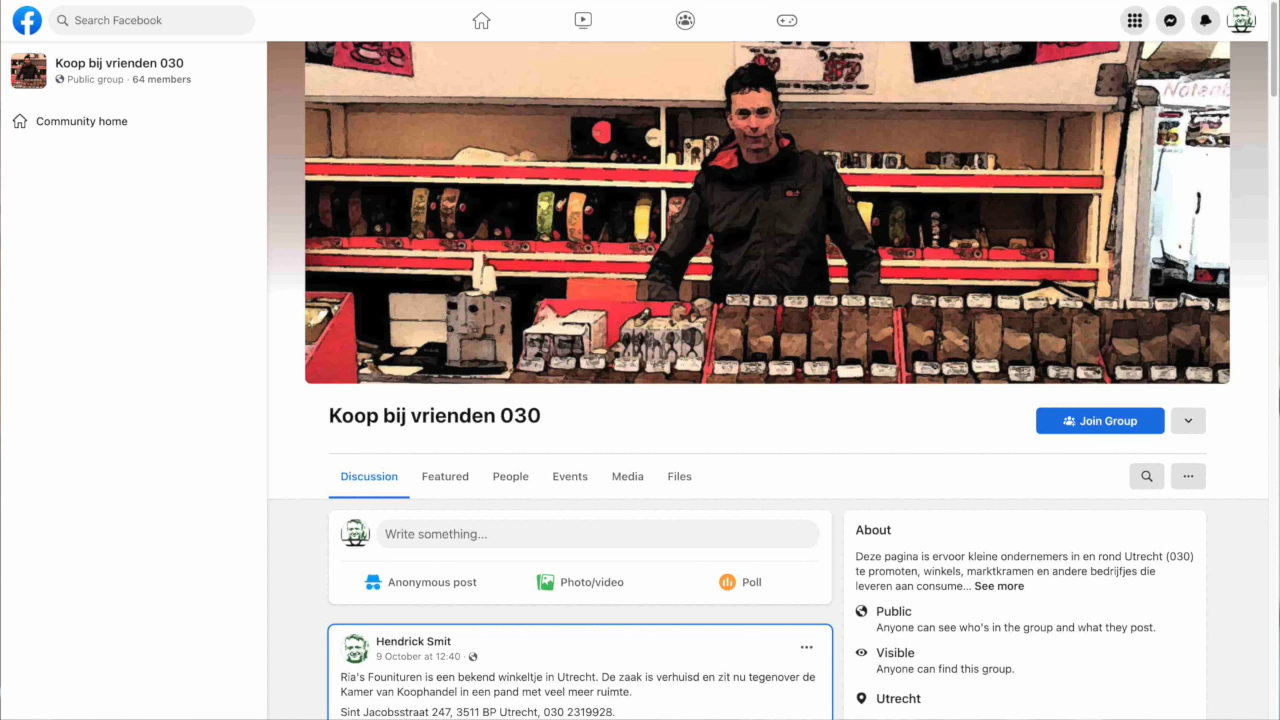 Search Facebook
Koop bij vrienden 030
Public group · 64 members
Community home
Noten
Koop bij vrienden 030
Join Group
Discussion Featured People Events Media Files
Write something...
Anonymous post Photo/video Poll
Hendrick Smit
9 October at 12:40 ·
Ria's Founituren is een bekend winkeltje in Utrecht. De zaak is verhuisd en zit nu tegenover de
Kamer van Koophandel in een pand met veel meer ruimte.
Sint Jacobsstraat 247, 3511 BP Utrecht, 030 2319928.
About
Deze pagina is ervoor kleine ondernemers in en rond Utrecht (030)
te promoten, winkels, marktkramen en andere bedrijfjes die
leveren aan consume... See more
Public
Anyone can see who's in the group and what they post.
Visible
Anyone can find this group.
Utrecht